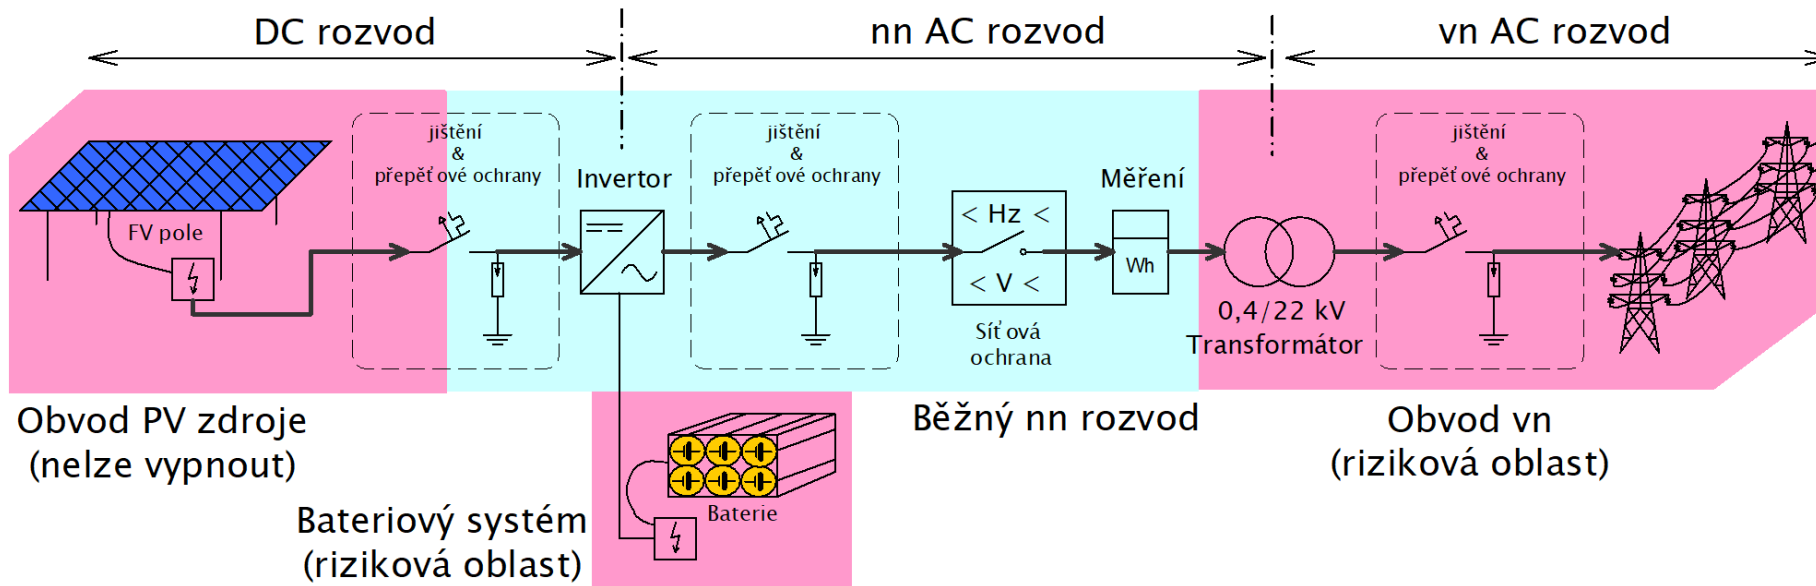 DC rozvod
nn AC rozvod
vn AC rozvod
jištění
&
přepěťové ochrany
jištění
&
přepěťové ochrany
jištění
&
přepěťové ochrany
Invertor
Měření
FV pole
< Hz <
< V <
Wh
Síťová
ochrana
0,4/22 kV
Transformátor
Obvod PV zdroje
(nelze vypnout)
Běžný nn rozvod
Obvod vn
(riziková oblast)
Baterie
Bateriový systém
(riziková oblast)